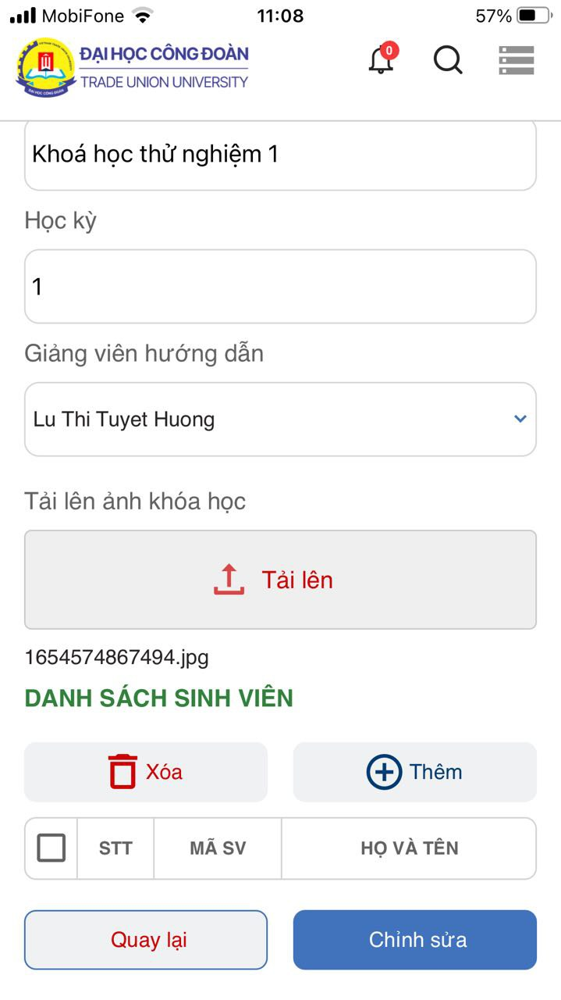 MobiFone 11:08 57%
ĐẠI HỌC CÔNG ĐOÀN
TRADE UNION UNIVERSITY
0
Khoá học thử nghiệm 1
Học kỳ
1
Giảng viên hướng dẫn
Lu Thi Tuyet Huong
Tải lên ảnh khóa học
Tải lên
1654574867494.jpg
DANH SÁCH SINH VIÊN
Xóa Thêm
STT MÃ SV HỌ VÀ TÊN
Quay lại Chỉnh sửa